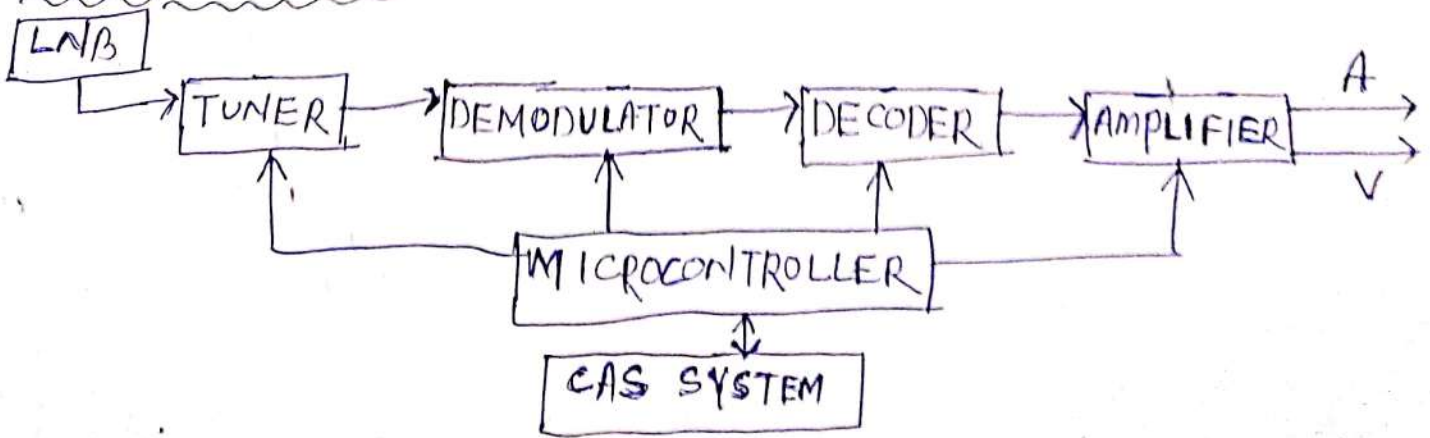 LNB
TUNER
DEMODULATOR
DECODER
AMPLIFIER
A
V
MICROCONTROLLER
CAS SYSTEM